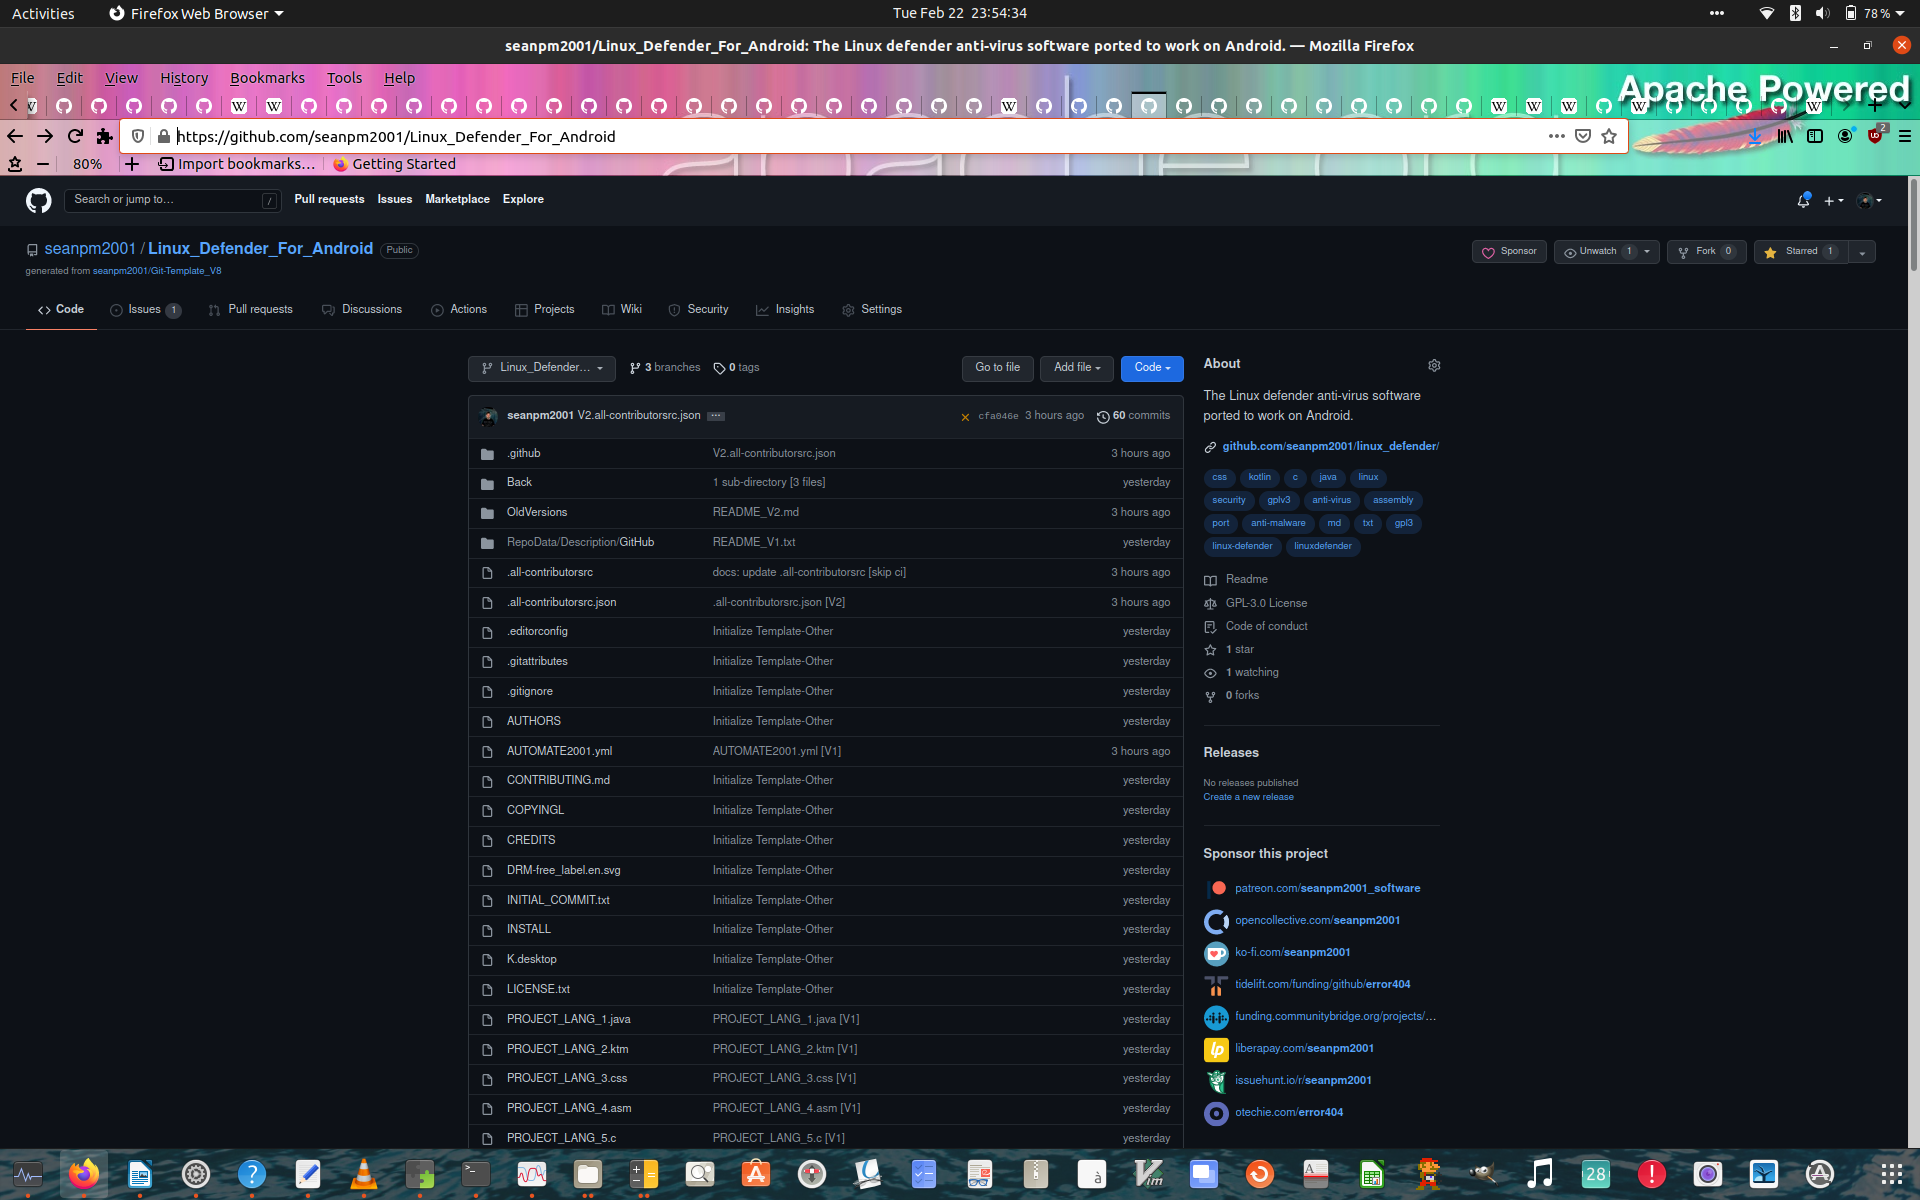 Activities
Firefox Web Browser
Tue Feb 22 23:54:34
78 %
seanpm2001/Linux_Defender_For_Android: The Linux defender anti-virus software ported to work on Android. — Mozilla Firefox
File Edit View History Bookmarks Tools Help
Apache Powered
https://github.com/seanpm2001/Linux_Defender_For_Android
2
80%
Import bookmarks...
Getting Started
Search or jump to...
/
Pull requests Issues Marketplace Explore
seanpm2001 / Linux_Defender_For_Android Public
generated from seanpm2001/Git-Template_V8
Sponsor
Unwatch 1
Fork 0
Starred 1
Code
Issues 1
Pull requests
Discussions
Actions
Projects
Wiki
Security
Insights
Settings
Linux_Defender...
3 branches
0 tags
Go to file
Add file
Code
seanpm2001 V2.all-contributorsrc.json ... cfa046e 3 hours ago 60 commits
.github V2.all-contributorsrc.json 3 hours ago
Back 1 sub-directory [3 files] yesterday
OldVersions README_V2.md 3 hours ago
RepoData/Description/GitHub README_V1.txt yesterday
.all-contributorsrc docs: update .all-contributorsrc [skip ci] 3 hours ago
.all-contributorsrc.json .all-contributorsrc.json [V2] 3 hours ago
.editorconfig Initialize Template-Other yesterday
.gitattributes Initialize Template-Other yesterday
.gitignore Initialize Template-Other yesterday
AUTHORS Initialize Template-Other yesterday
AUTOMATE2001.yml AUTOMATE2001.yml [V1] 3 hours ago
CONTRIBUTING.md Initialize Template-Other yesterday
COPYINGL Initialize Template-Other yesterday
CREDITS Initialize Template-Other yesterday
DRM-free_label.en.svg Initialize Template-Other yesterday
INITIAL_COMMIT.txt Initialize Template-Other yesterday
INSTALL Initialize Template-Other yesterday
K.desktop Initialize Template-Other yesterday
LICENSE.txt Initialize Template-Other yesterday
PROJECT_LANG_1.java PROJECT_LANG_1.java [V1] yesterday
PROJECT_LANG_2.ktm PROJECT_LANG_2.ktm [V1] yesterday
PROJECT_LANG_3.css PROJECT_LANG_3.css [V1] yesterday
PROJECT_LANG_4.asm PROJECT_LANG_4.asm [V1] yesterday
PROJECT_LANG_5.c PROJECT_LANG_5.c [V1] yesterday
About
The Linux defender anti-virus software
ported to work on Android.
github.com/seanpm2001/linux_defender/
css kotlin c java linux
security gplv3 anti-virus assembly
port anti-malware md txt gpl3
linux-defender linuxdefender
Readme
GPL-3.0 License
Code of conduct
1 star
1 watching
0 forks
Releases
No releases published
Create a new release
Sponsor this project
patreon.com/seanpm2001_software
opencollective.com/seanpm2001
ko-fi.com/seanpm2001
tidelift.com/funding/github/error404
funding.communitybridge.org/projects/...
liberapay.com/seanpm2001
issuehunt.io/r/seanpm2001
otechie.com/error404
28